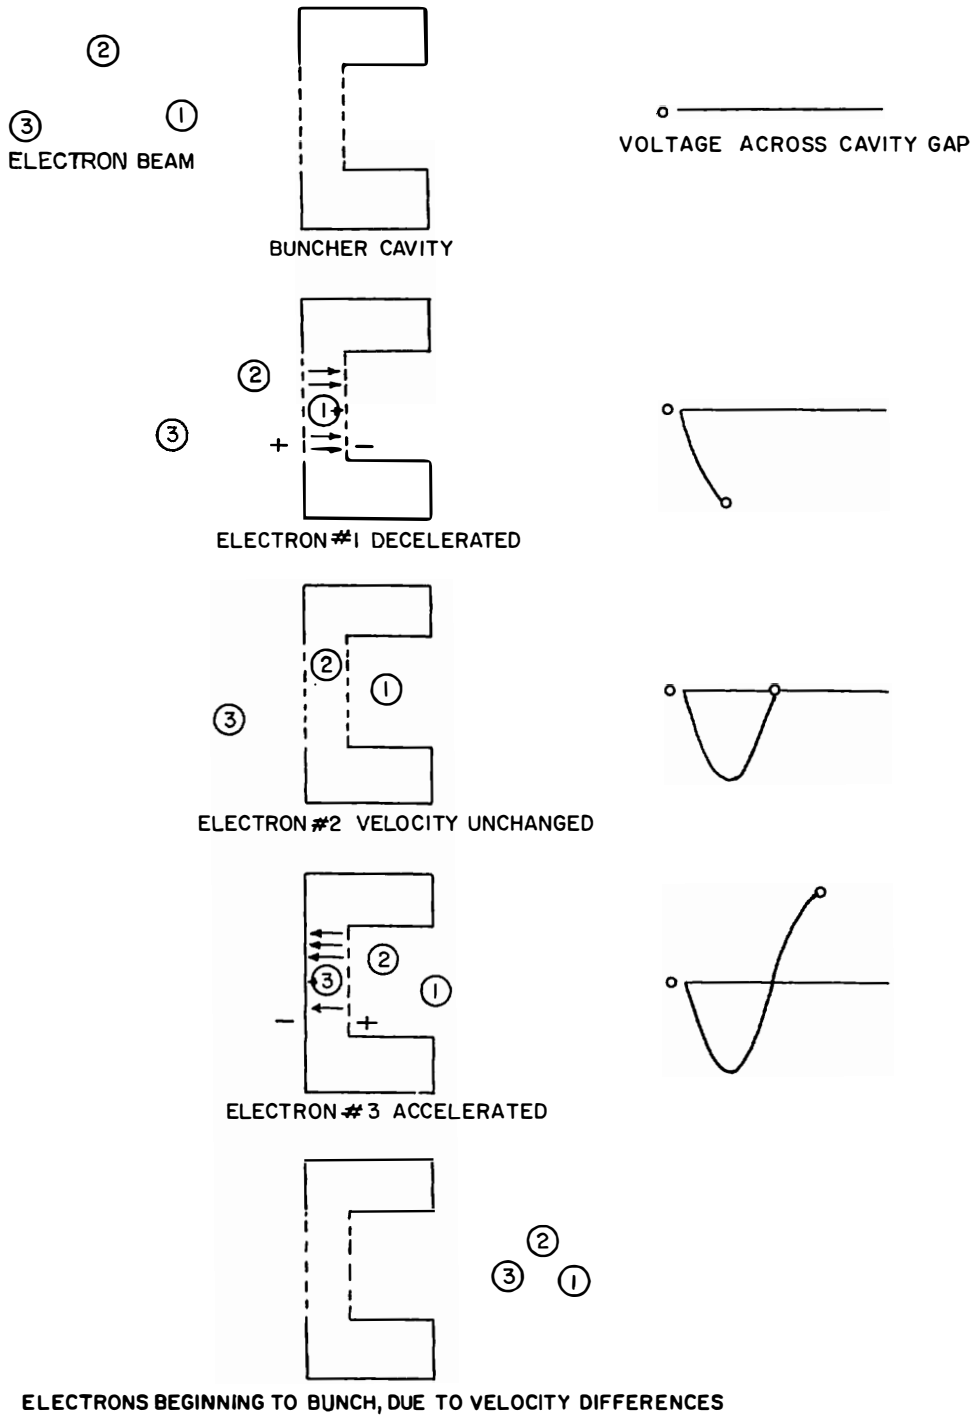 ②
①
③
ELECTRON BEAM
VOLTAGE ACROSS CAVITY GAP
BUNCHER CAVITY
②
①
③
+ −
ELECTRON #1 DECELERATED
②
①
③
ELECTRON #2 VELOCITY UNCHANGED
②
③
①
− +
ELECTRON #3 ACCELERATED
②
③ ①
ELECTRONS BEGINNING TO BUNCH, DUE TO VELOCITY DIFFERENCES